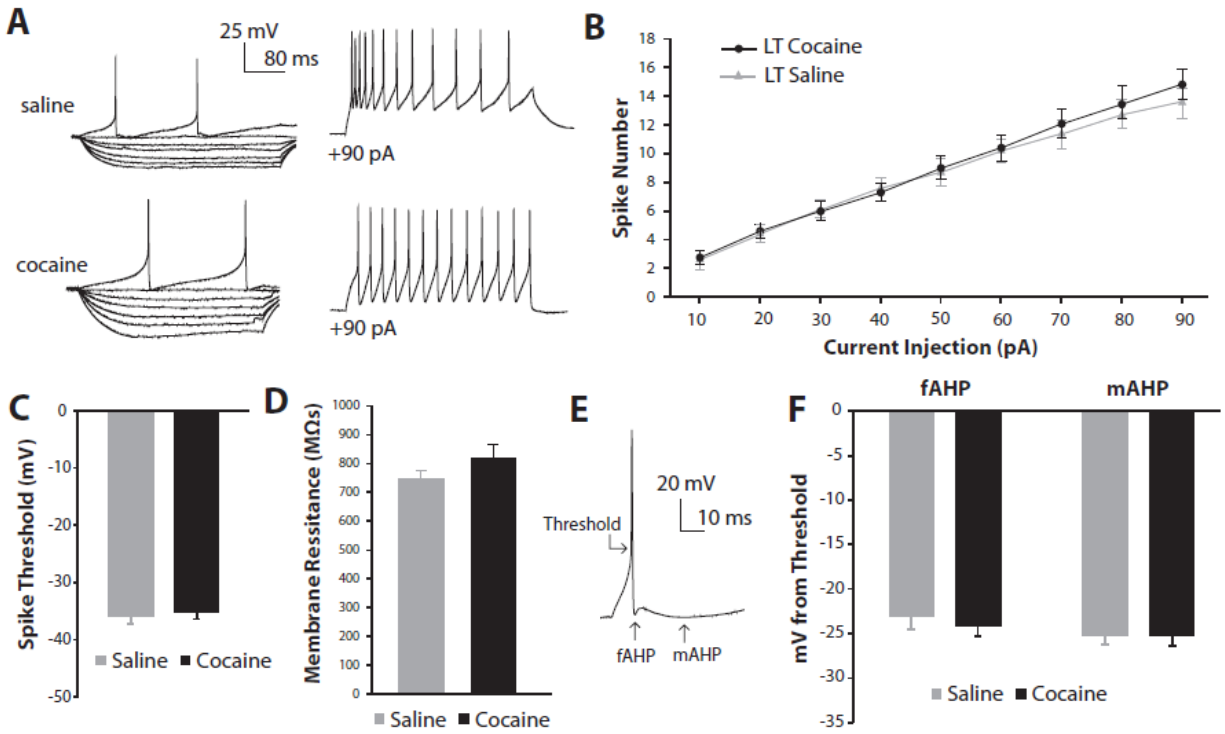 A
25 mV
80 ms
saline
+90 pA
cocaine
+90 pA
B
18
16
14
12
10
8
6
4
2
0
Spike Number
LT Cocaine
LT Saline
10 20 30 40 50 60 70 80 90
Current Injection (pA)
C
0
-10
-20
-30
-40
-50
Spike Threshold (mV)
Saline Cocaine
D
1000
900
800
700
600
500
400
300
200
100
0
Membrane Ressitance (MΩs)
Saline Cocaine
E
20 mV
10 ms
Threshold
fAHP mAHP
F
fAHP mAHP
0
-5
-10
-15
-20
-25
-30
-35
mV from Threshold
Saline Cocaine